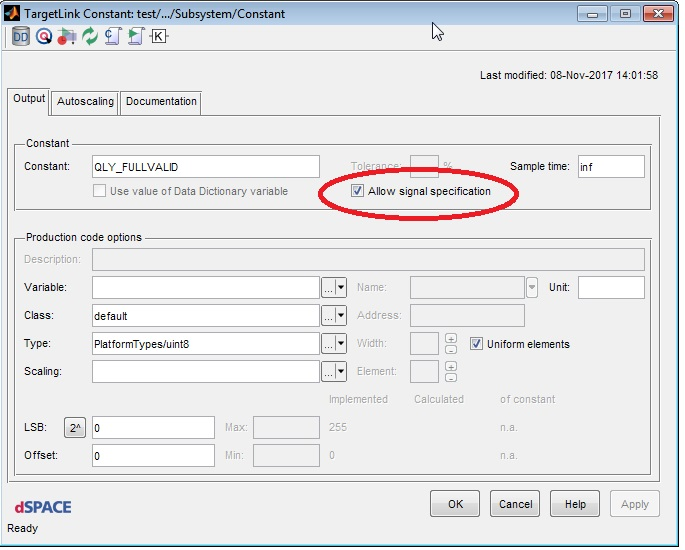 TargetLink Constant: test/.../Subsystem/Constant
DD
K
Last modified: 08-Nov-2017 14:01:58
Output Autoscaling Documentation
Constant
Constant: QLY_FULLVALID Tolerance: % Sample time: inf
Use value of Data Dictionary variable Allow signal specification
Production code options
Description:
Variable: ... Name: Unit:
Class: default ... Address:
Type: PlatformTypes/uint8 ... Width: + - Uniform elements
Scaling: ... Element: + -
Implemented Calculated of constant
LSB: 2^ 0 Max: 255 n.a.
Offset: 0 Min: 0 n.a.
dSPACE OK Cancel Help Apply
Ready